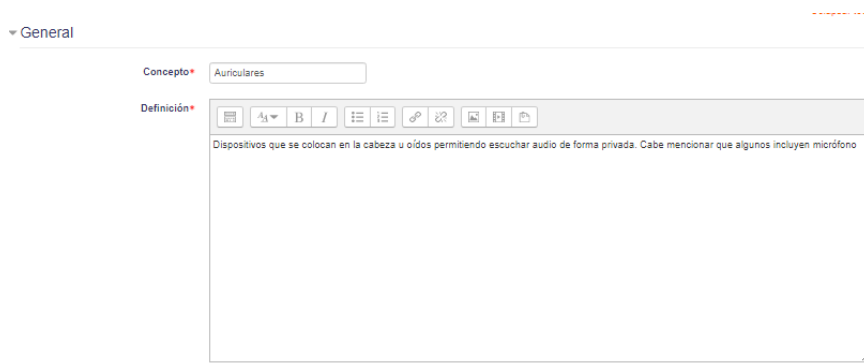 General
Concepto*
Auriculares
Definición*
B I
Dispositivos que se colocan en la cabeza u oídos permitiendo escuchar audio de forma privada. Cabe mencionar que algunos incluyen micrófono